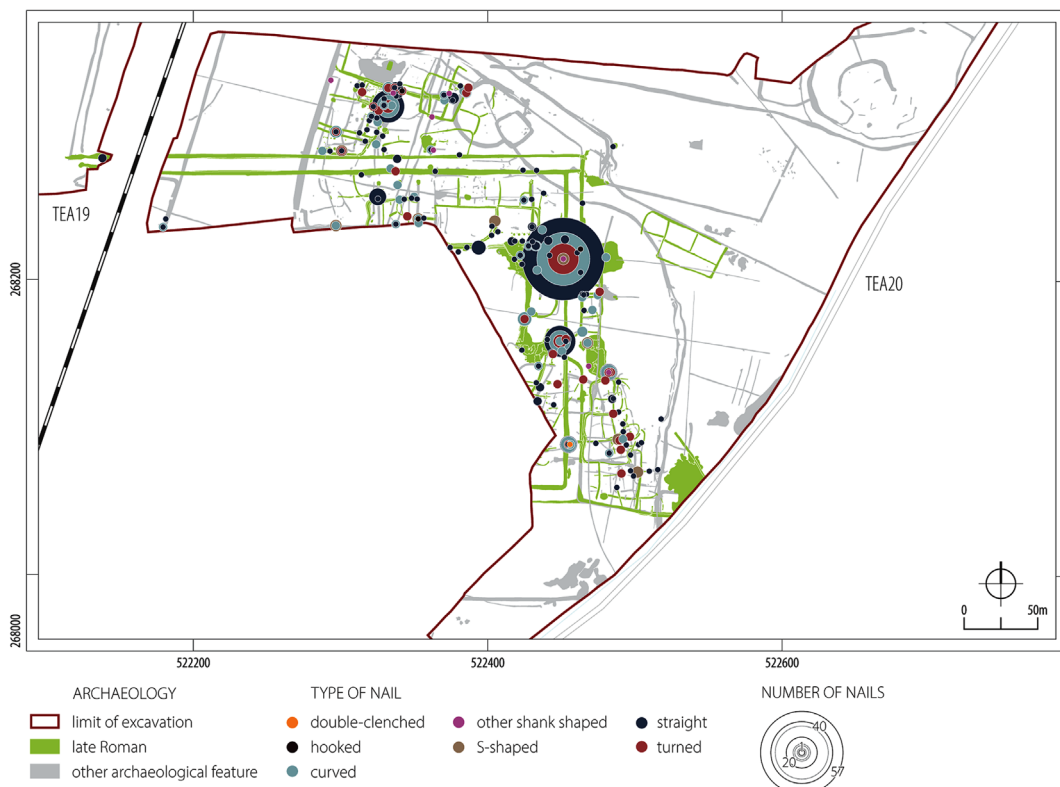 TEA19
TEA20
268200
268000
0 50m
522200 522400 522600
ARCHAEOLOGY
limit of excavation
late Roman
other archaeological feature
TYPE OF NAIL
double-clenched
hooked
curved
other shank shaped
S-shaped
straight
turned
NUMBER OF NAILS
40
1
20
57